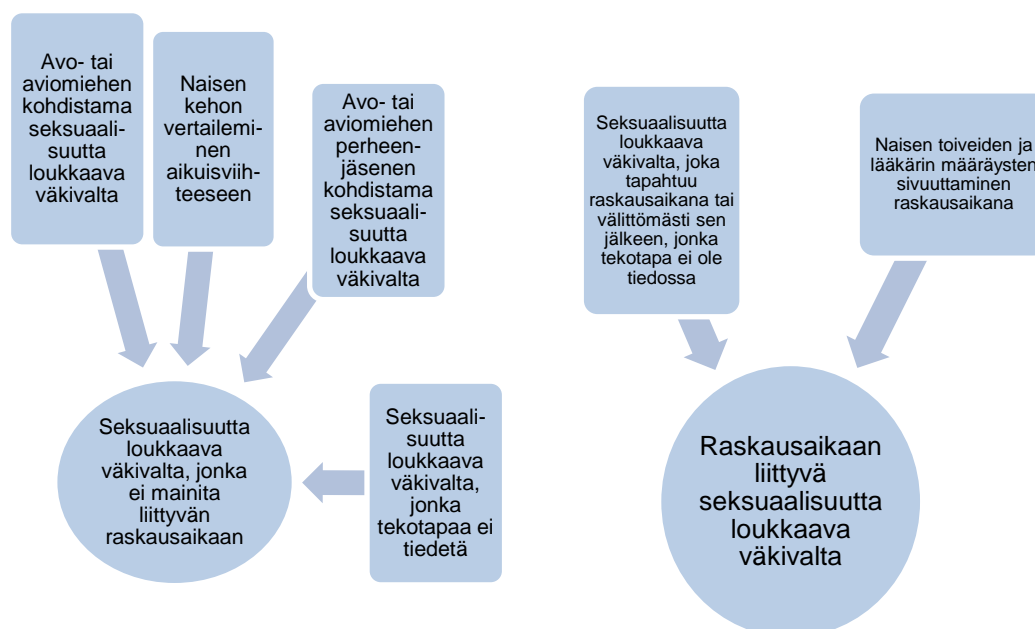 Avo- tai
aviomiehen
kohdistama
seksuaali-
suutta
loukkaava
väkivalta
Naisen
kehon
vertailemi-
nen
aikuisviih-
teeseen
Avo- tai
aviomiehen
perheen-
jäsenen
kohdistama
seksuaali-
suutta
loukkaava
väkivalta
Seksuaalisuutta
loukkaava
väkivalta, jonka
ei mainita
liittyvän
raskausaikaan
Seksuaali-
suutta
loukkaava
väkivalta,
jonka
tekotapaa ei
tiedetä
Seksuaalisuutta
loukkaava
väkivalta, joka
tapahtuu
raskausaikana tai
välittömästi sen
jälkeen, jonka
tekotapa ei ole
tiedossa
Naisen toiveiden ja
lääkärin määräysten
sivuuttaminen
raskausaikana
Raskausaikaan
liittyvä
seksuaalisuutta
loukkaava
väkivalta